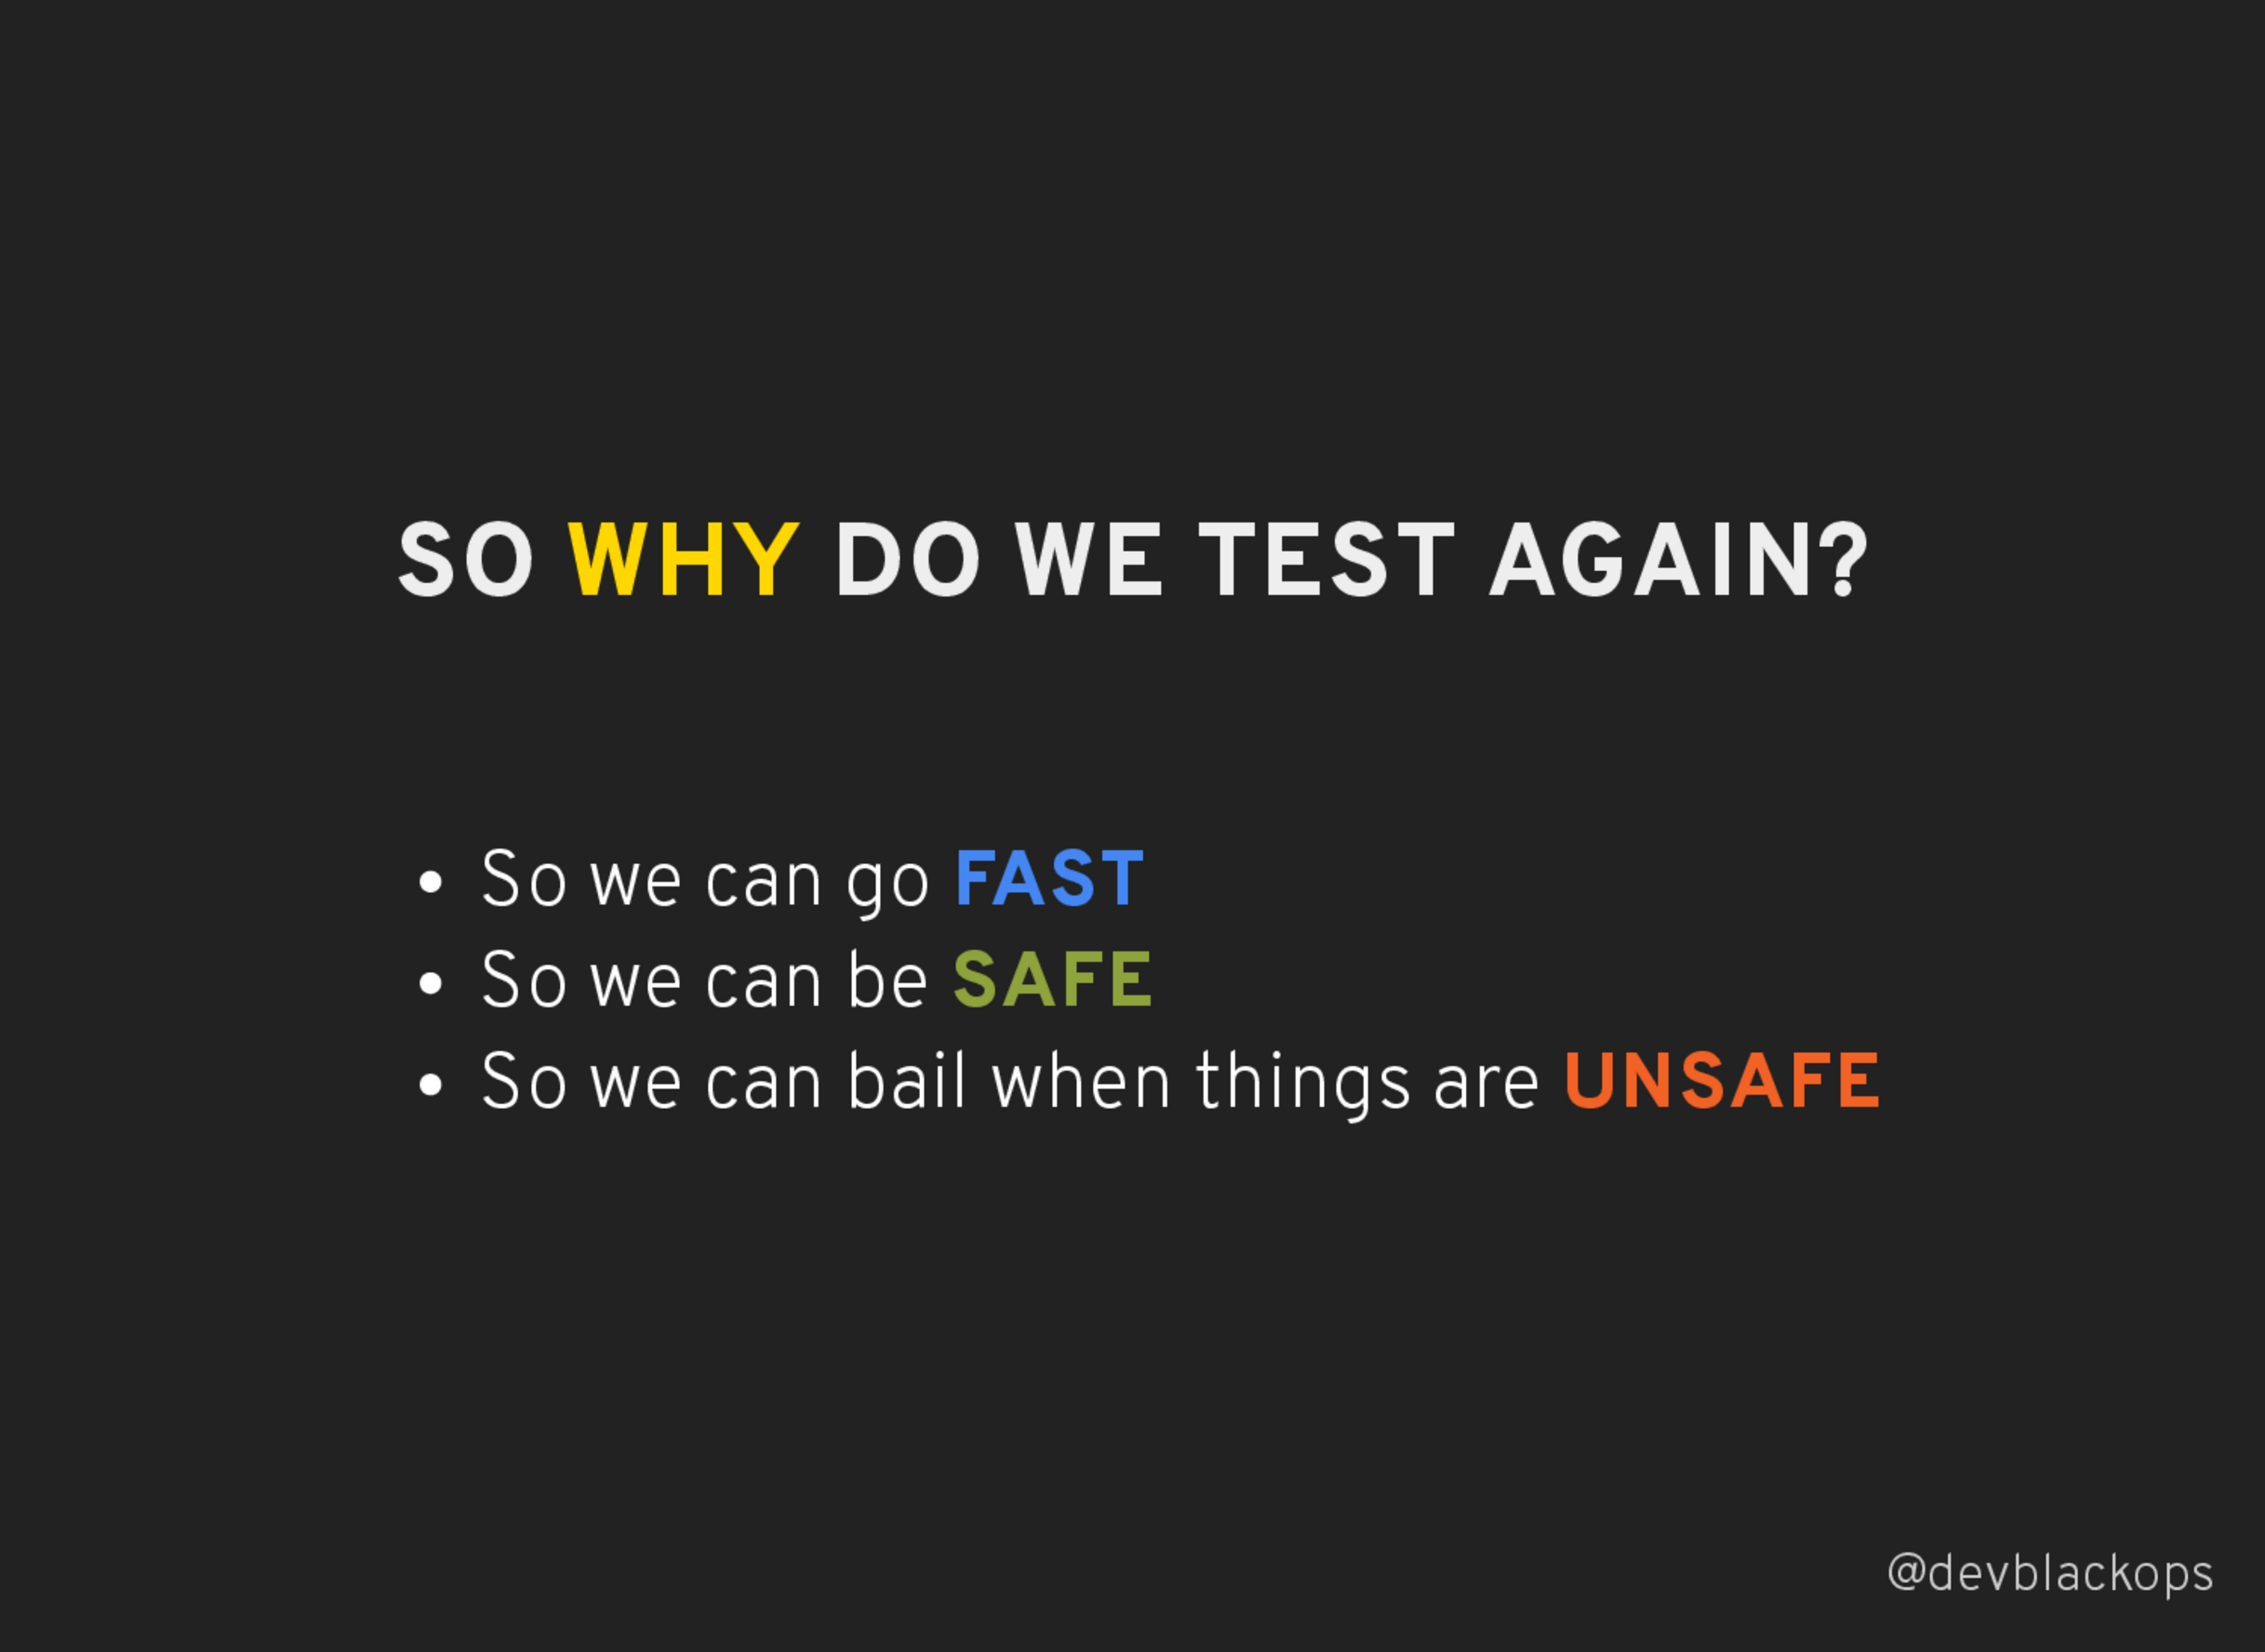 SO WHY DO WE TEST AGAIN?
• So we can go FAST
• So we can be SAFE
• So we can bail when things are UNSAFE
@devblackops